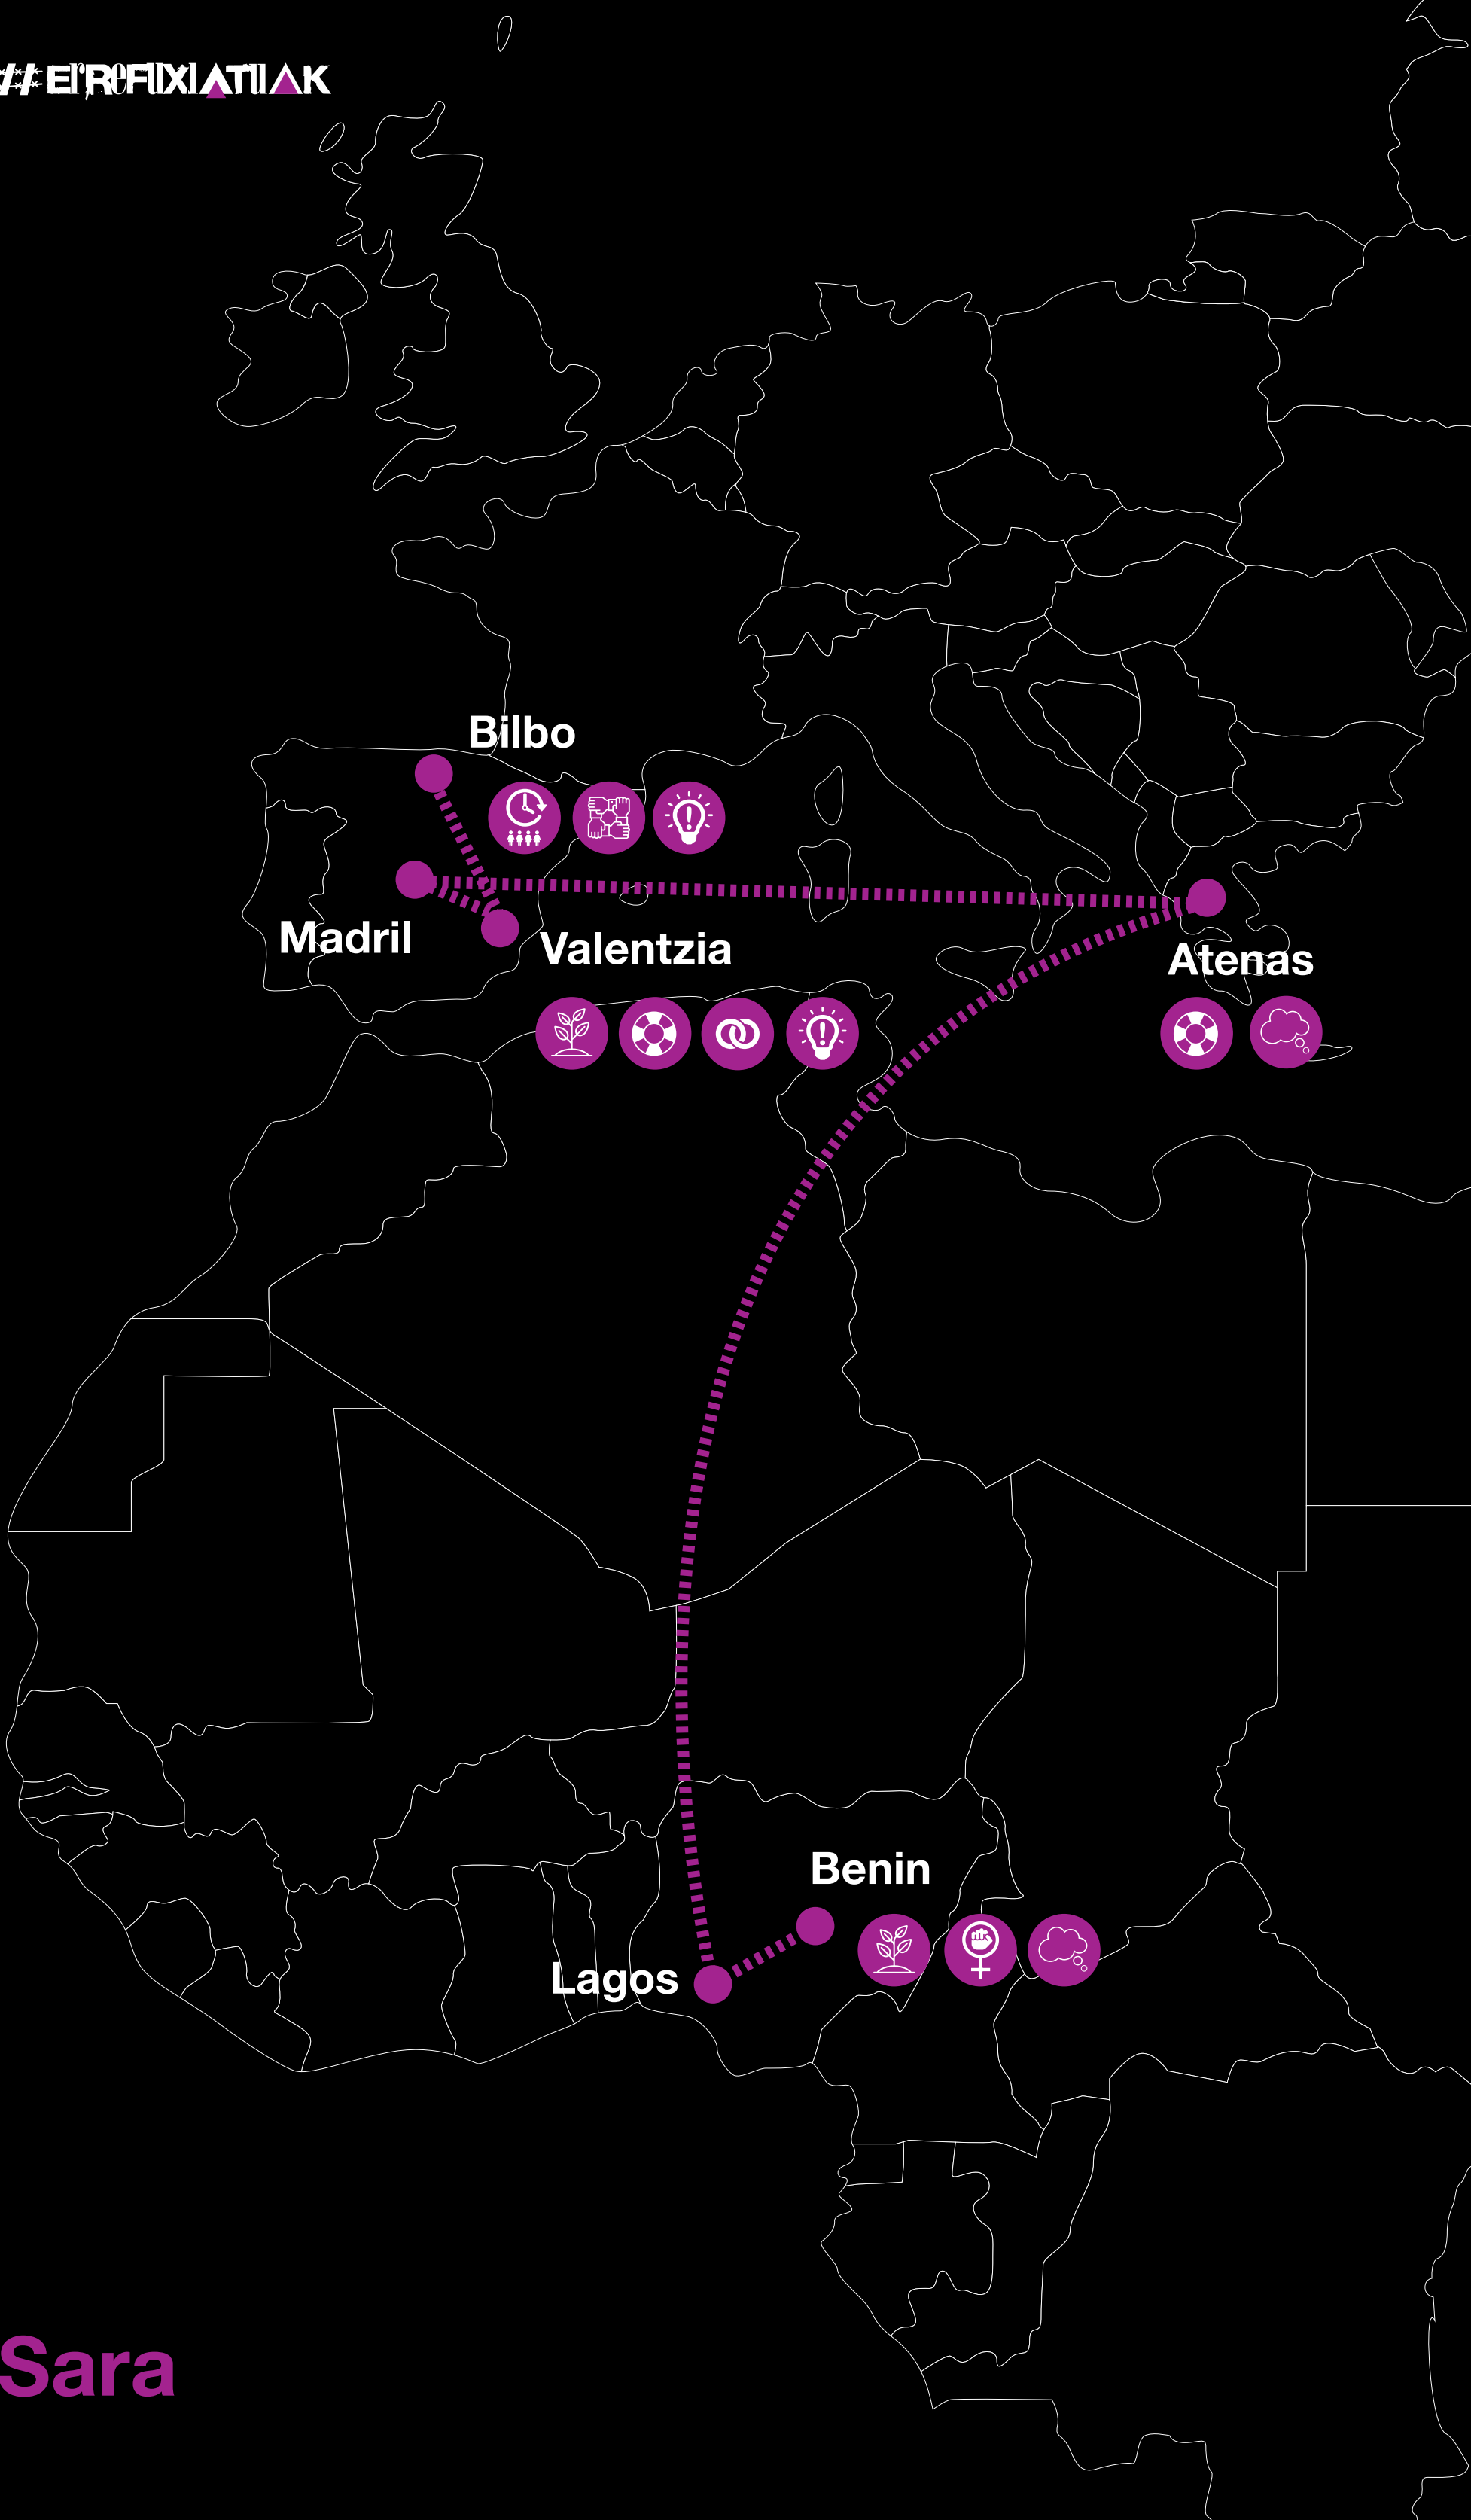 #ERREFUXIATUAK
Bilbo
Madril
Valentzia
Atenas
Benin
Lagos
Sara